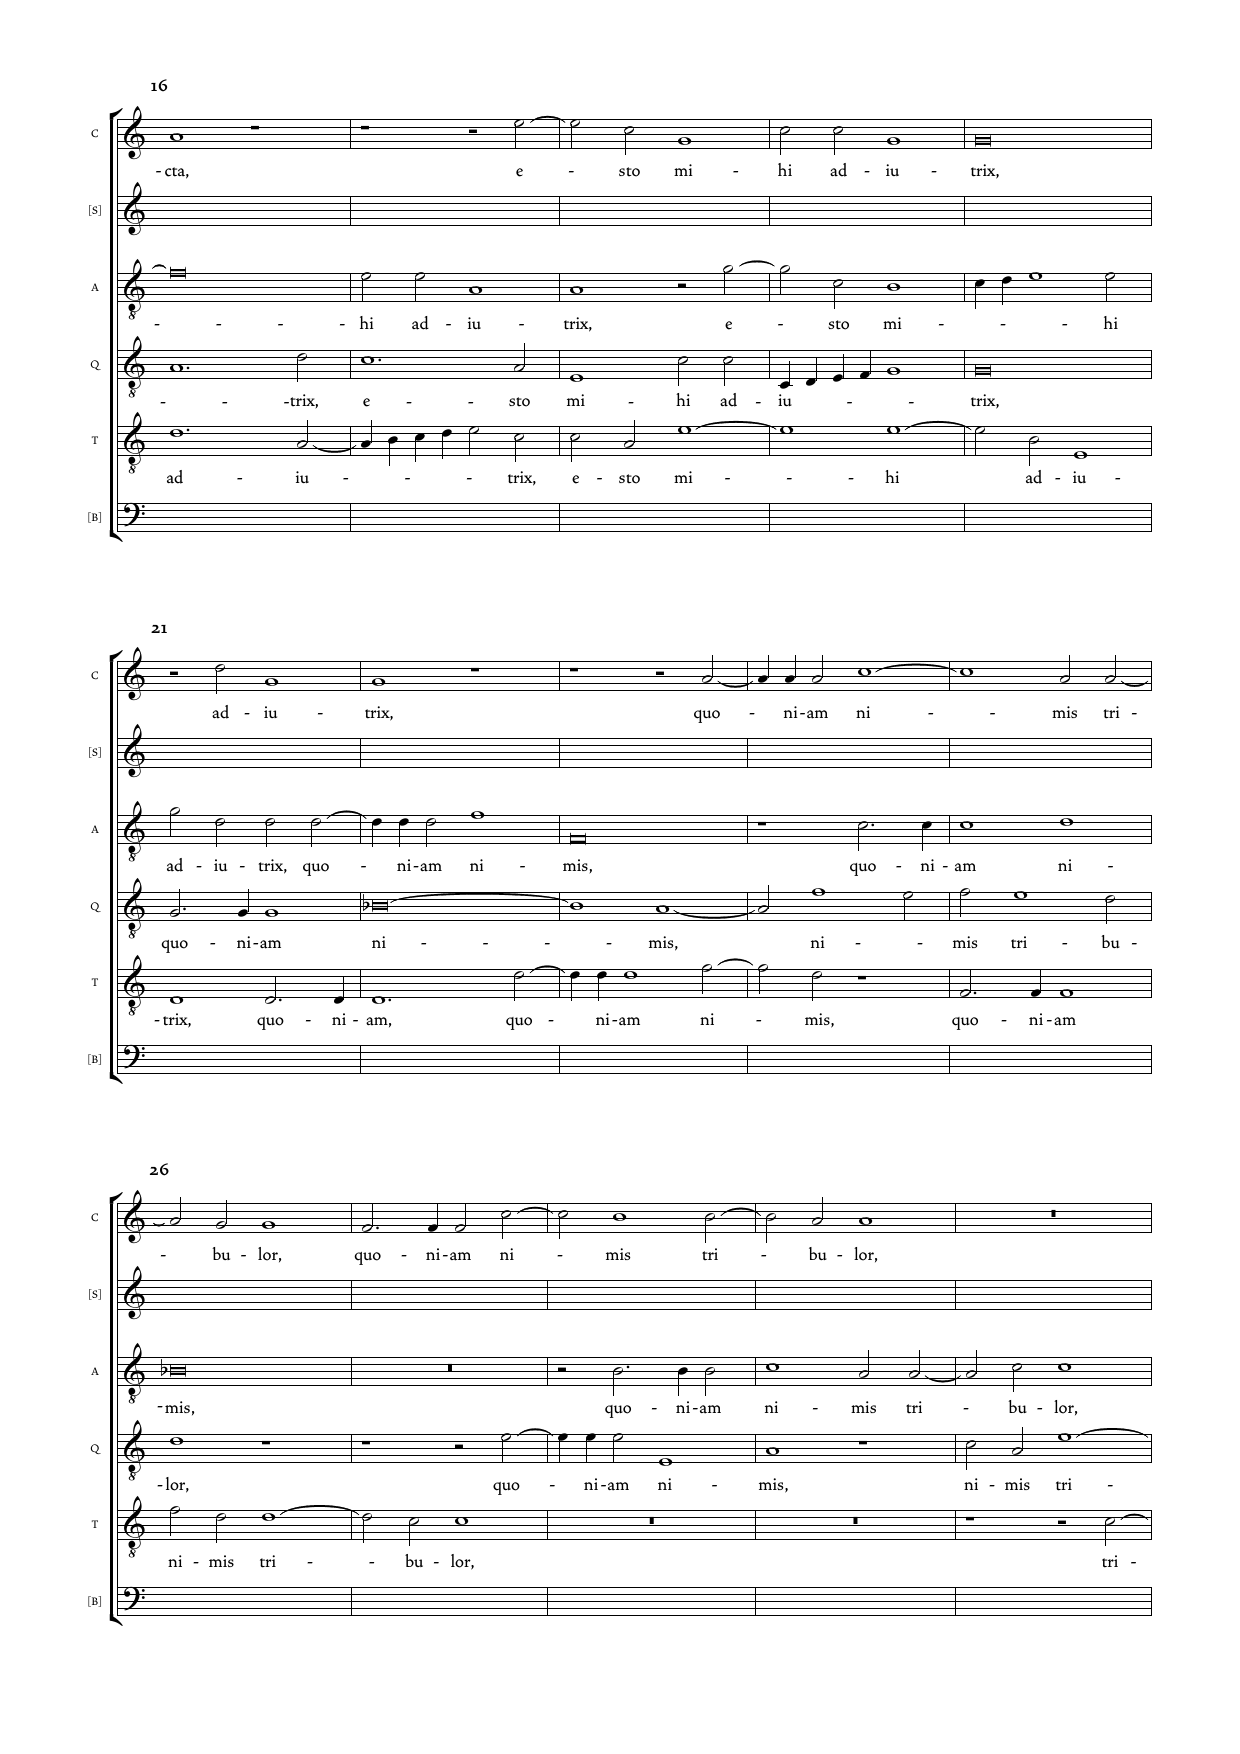 16
C
-cta, e - sto mi - hi ad - iu - trix,
[S]
A
- - - - hi ad - iu - trix, e - sto mi - - - hi
Q
- - -trix, e - - sto mi - hi ad - iu - - trix,
T
ad - iu - - - trix, e - sto mi - - - hi ad - iu -
[B]
21
C
ad - iu - trix, quo - ni-am ni - - mis tri -
[S]
A
ad - iu - trix, quo - ni-am ni - mis, quo - ni - am ni -
Q
quo - ni-am ni - - - - mis, ni - - mis tri - bu -
T
-trix, quo - ni - am, quo - ni-am ni - mis, quo - ni-am
[B]
26
C
- bu - lor, quo - ni-am ni - mis tri - bu - lor,
[S]
A
-mis, quo - ni-am ni - mis tri - bu - lor,
Q
-lor, quo - ni-am ni - mis, ni - mis tri -
T
ni - mis tri - - bu - lor, tri -
[B]